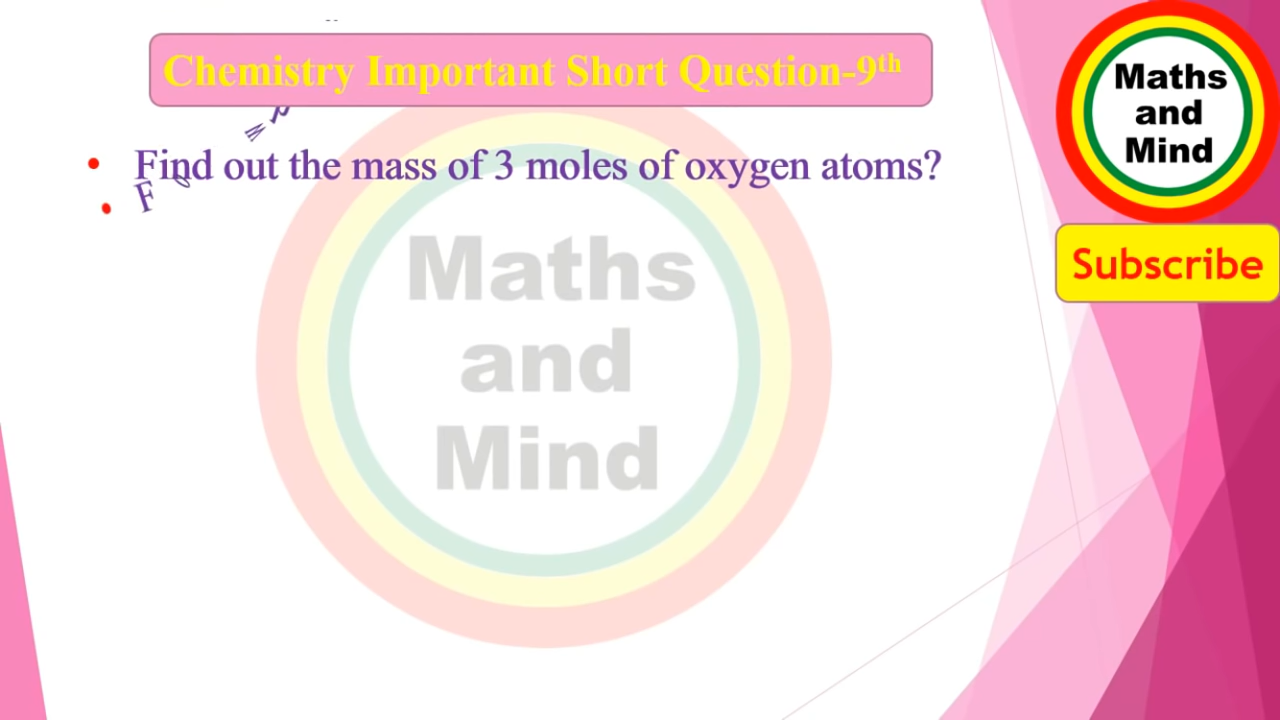 Chemistry Important Short Question-9th
• Find out the mass of 3 moles of oxygen atoms?
• F
Maths
and
Mind
Subscribe
Maths
and
Mind